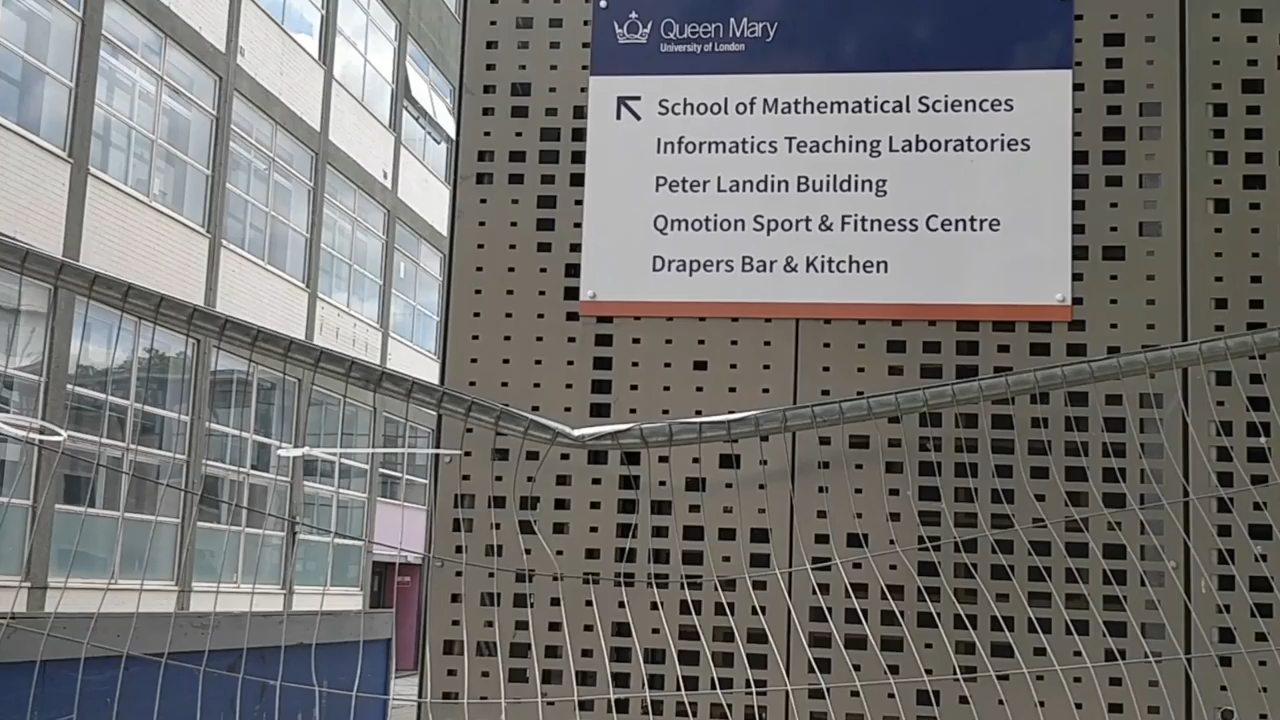 Queen Mary
University of London
School of Mathematical Sciences
Informatics Teaching Laboratories
Peter Landin Building
Qmotion Sport & Fitness Centre
Drapers Bar & Kitchen